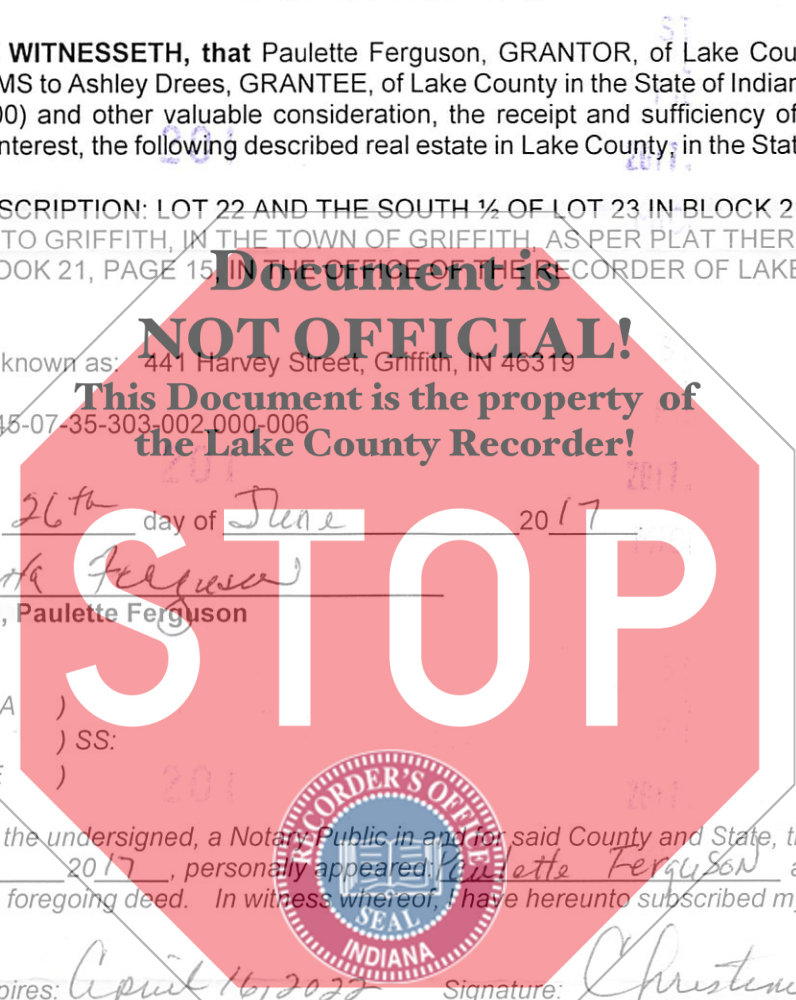 WITNESSETH, that Paulette Ferguson, GRANTOR, of Lake Cou
MS to Ashley Drees, GRANTEE, of Lake County in the State of Indian
00) and other valuable consideration, the receipt and sufficiency of
nterest, the following described real estate in Lake County, in the Stat
SCRIPTION: LOT 22 AND THE SOUTH ½ OF LOT 23 IN BLOCK 2
TO GRIFFITH, IN THE TOWN OF GRIFFITH, AS PER PLAT THER
OOK 21, PAGE 15, IN THE OFFICE OF THE RECORDER OF LAKE
Document is
NOT OFFICIAL!
known as: 441 Harvey Street, Griffith, IN 46319
This Document is the property of
45-07-35-303-002.000-006
the Lake County Recorder!
26th day of June 2017
Ferguson
, Paulette Ferguson
STOP
A )
) SS:
)
RECORDER'S OFFICE
SEAL
INDIANA
the undersigned, a Notary Public in and for said County and State, t
2017, personally appeared: Paulette Ferguson a
foregoing deed. In witness whereof, I have hereunto subscribed m
pires: April 16, 2022 Signature: Christine